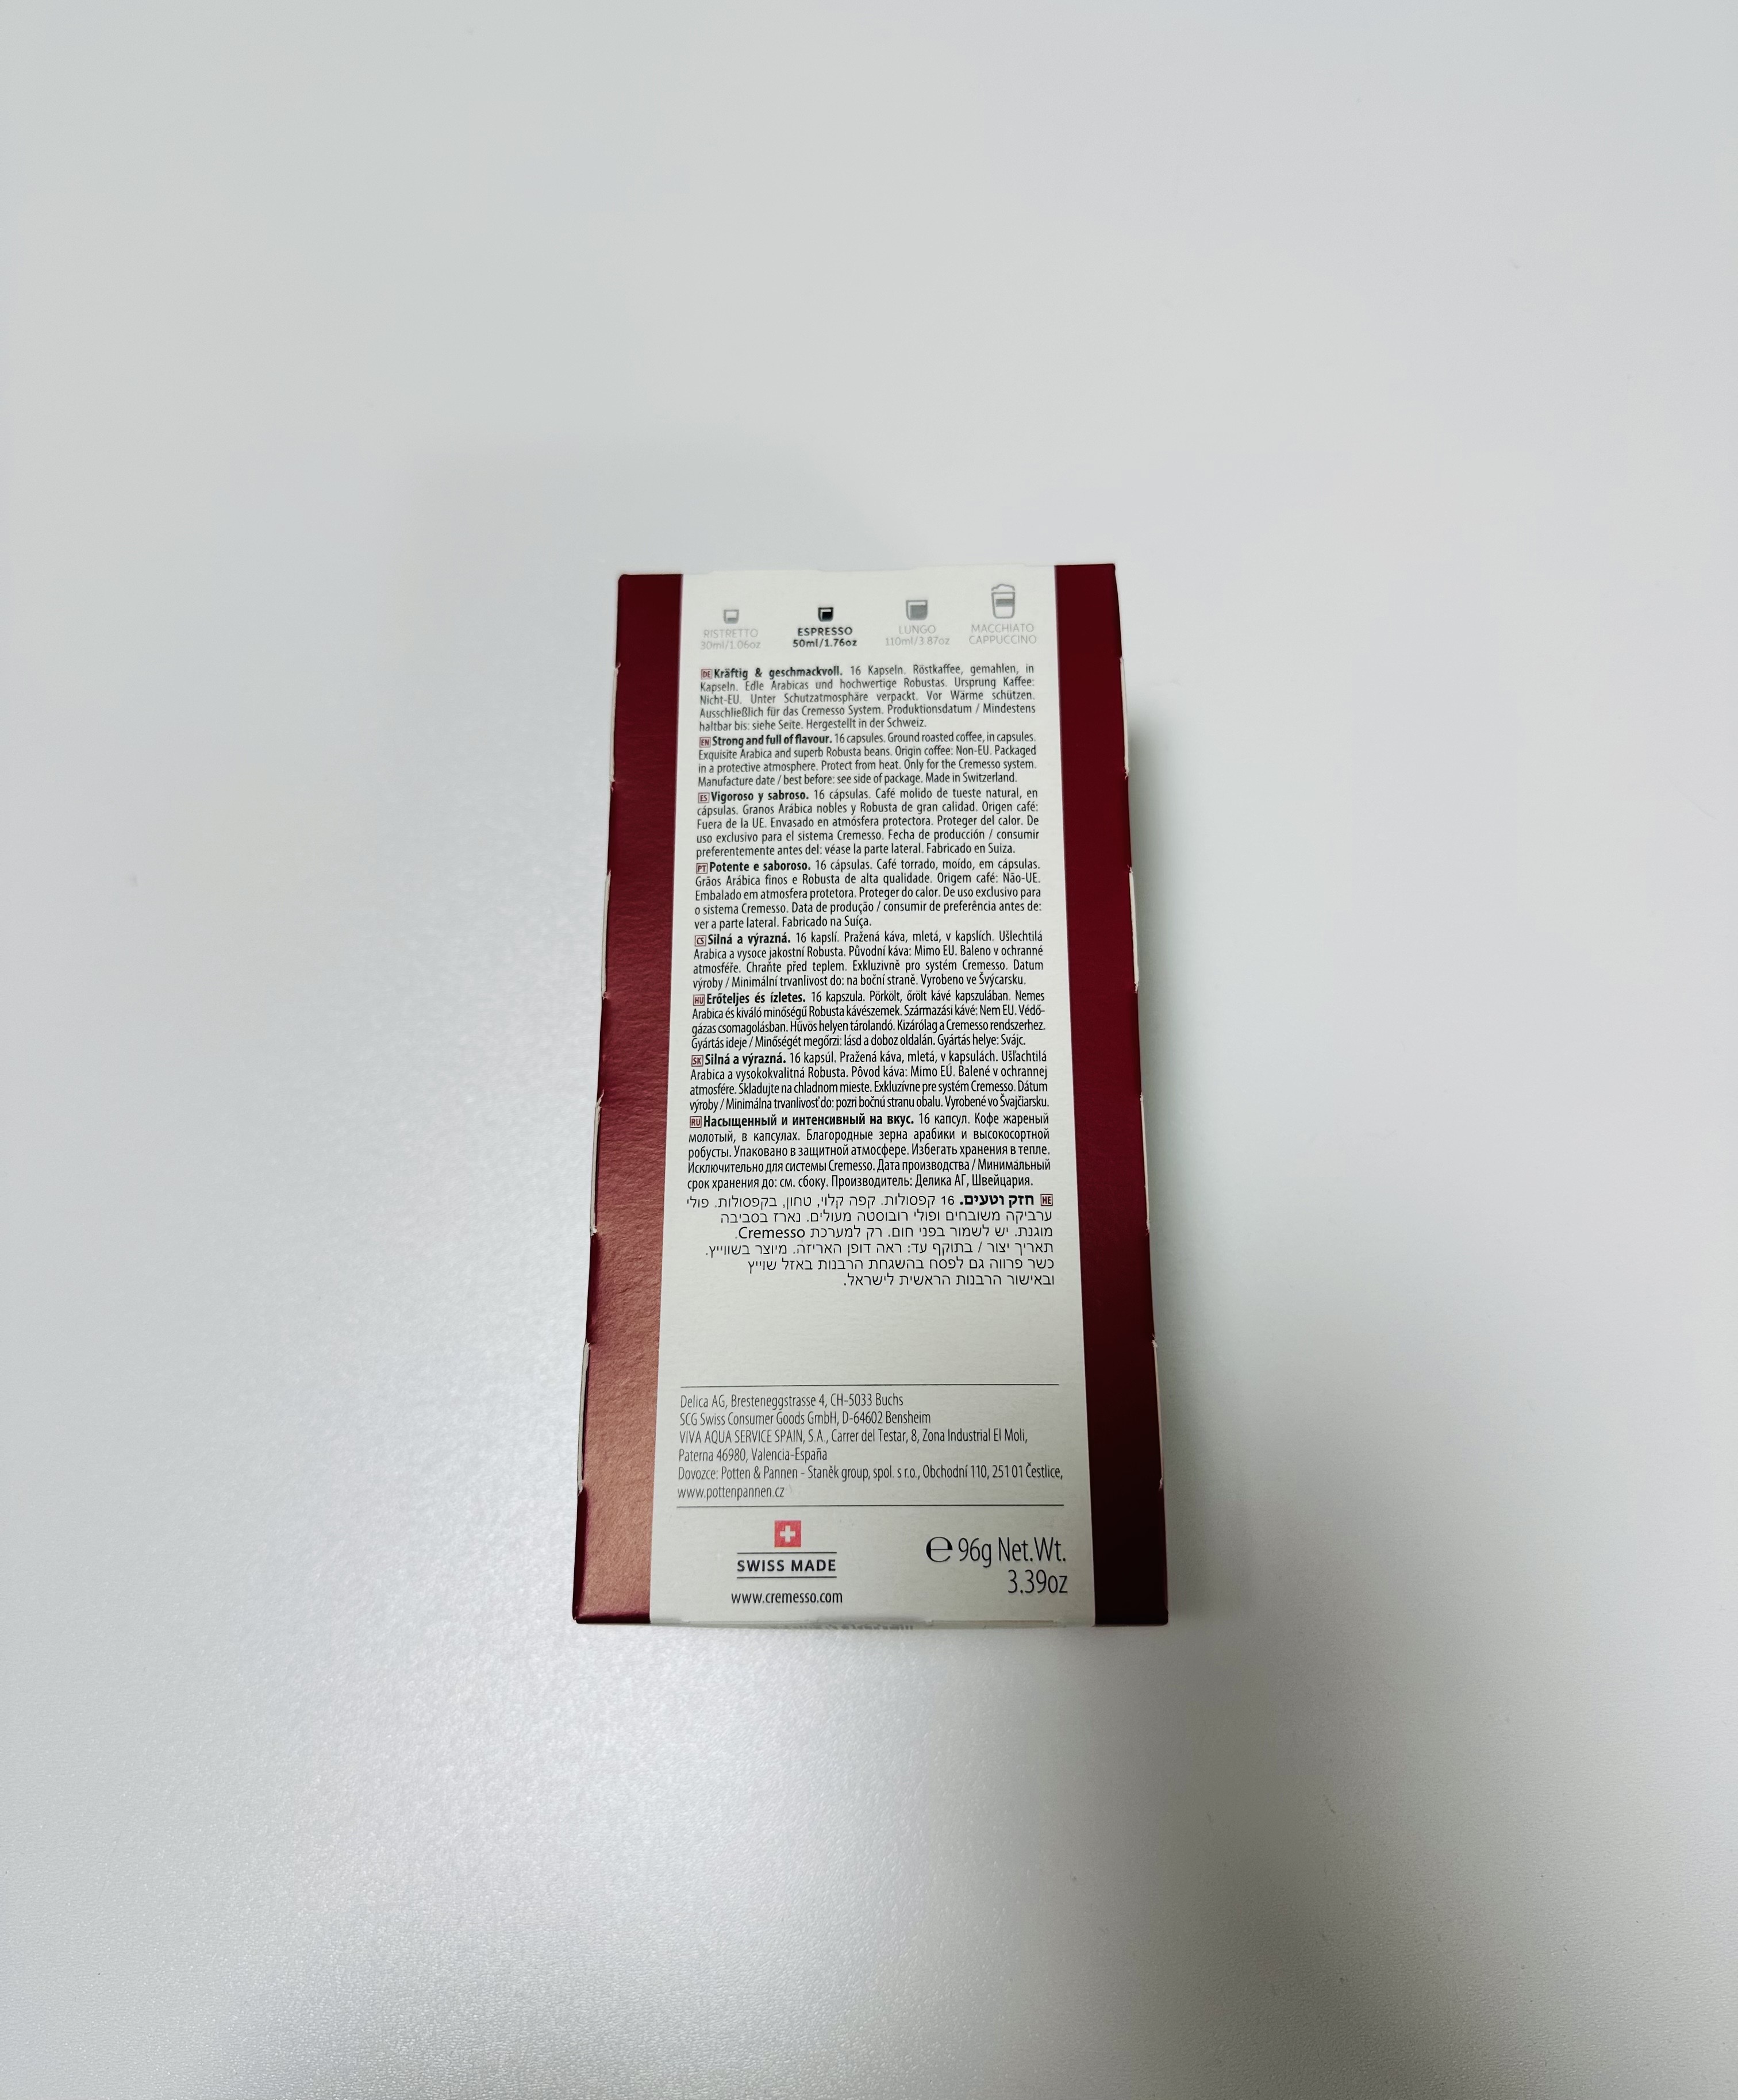 RISTRETTO
30ml/1.06oz
ESPRESSO
50ml/1.76oz
LUNGO
110ml/3.87oz
MACCHIATO
CAPPUCCINO
DE Kräftig & geschmackvoll. 16 Kapseln. Röstkaffee, gemahlen, in
Kapseln. Edle Arabicas und hochwertige Robustas. Ursprung Kaffee:
Nicht-EU. Unter Schutzatmosphäre verpackt. Vor Wärme schützen.
Ausschließlich für das Cremesso System. Produktionsdatum / Mindestens
haltbar bis: siehe Seite. Hergestellt in der Schweiz.
EN Strong and full of flavour. 16 capsules. Ground roasted coffee, in capsules.
Exquisite Arabica and superb Robusta beans. Origin coffee: Non-EU. Packaged
in a protective atmosphere. Protect from heat. Only for the Cremesso system.
Manufacture date / best before: see side of package. Made in Switzerland.
ES Vigoroso y sabroso. 16 cápsulas. Café molido de tueste natural, en
cápsulas. Granos Arábica nobles y Robusta de gran calidad. Origen café:
Fuera de la UE. Envasado en atmósfera protectora. Proteger del calor. De
uso exclusivo para el sistema Cremesso. Fecha de producción / consumir
preferentemente antes del: véase la parte lateral. Fabricado en Suiza.
PT Potente e saboroso. 16 cápsulas. Café torrado, moído, em cápsulas.
Grãos Arábica finos e Robusta de alta qualidade. Origem café: Não-UE.
Embalado em atmosfera protetora. Proteger do calor. De uso exclusivo para
o sistema Cremesso. Data de produção / consumir de preferência antes de:
ver a parte lateral. Fabricado na Suíça.
CS Silná a výrazná. 16 kapslí. Pražená káva, mletá, v kapslích. Ušlechtilá
Arabica a vysoce jakostní Robusta. Původní káva: Mimo EU. Baleno v ochranné
atmosféře. Chraňte před teplem. Exkluzivně pro systém Cremesso. Datum
výroby / Minimální trvanlivost do: na boční straně. Vyrobeno ve Švýcarsku.
HU Erőteljes és ízletes. 16 kapszula. Pörkölt, őrölt kávé kapszulában. Nemes
Arabica és kiváló minőségű Robusta kávészemek. Származási kávé: Nem EU. Védő-
gázas csomagolásban. Hűvös helyen tárolandó. Kizárólag a Cremesso rendszerhez.
Gyártás ideje / Minőségét megőrzi: lásd a doboz oldalán. Gyártás helye: Svájc.
SK Silná a výrazná. 16 kapsúl. Pražená káva, mletá, v kapsulách. Ušľachtilá
Arabica a vysokokvalitná Robusta. Pôvod káva: Mimo EÚ. Balené v ochrannej
atmosfére. Skladujte na chladnom mieste. Exkluzívne pre systém Cremesso. Dátum
výroby / Minimálna trvanlivosť do: pozri bočnú stranu obalu. Vyrobené vo Švajčiarsku.
RU Насыщенный и интенсивный на вкус. 16 капсул. Кофе жареный
молотый, в капсулах. Благородные зерна арабики и высокосортной
робусты. Упаковано в защитной атмосфере. Избегать хранения в тепле.
Исключительно для системы Cremesso. Дата производства / Минимальный
срок хранения до: см. сбоку. Производитель: Делика АГ, Швейцария.
HE חזק וטעים. 16 קפסולות. קפה קלוי, טחון, בקפסולות. פולי
ערביקה משובחים ופולי רובוסטה מעולים. נארז בסביבה
מוגנת. יש לשמור בפני חום. רק למערכת Cremesso.
תאריך יצור / בתוקף עד: ראה דופן האריזה. מיוצר בשווייץ.
כשר פרווה גם לפסח בהשגחת הרבנות באזל שוייץ
ובאישור הרבנות הראשית לישראל.
Delica AG, Bresteneggstrasse 4, CH-5033 Buchs
SCG Swiss Consumer Goods GmbH, D-64602 Bensheim
VIVA AQUA SERVICE SPAIN, S.A., Carrer del Testar, 8, Zona Industrial El Moli,
Paterna 46980, Valencia-España
Dovozce: Potten & Pannen - Staněk group, spol. s r.o., Obchodní 110, 251 01 Čestlice,
www.pottenpannen.cz
SWISS MADE
www.cremesso.com
℮ 96g Net.Wt.
3.39oz